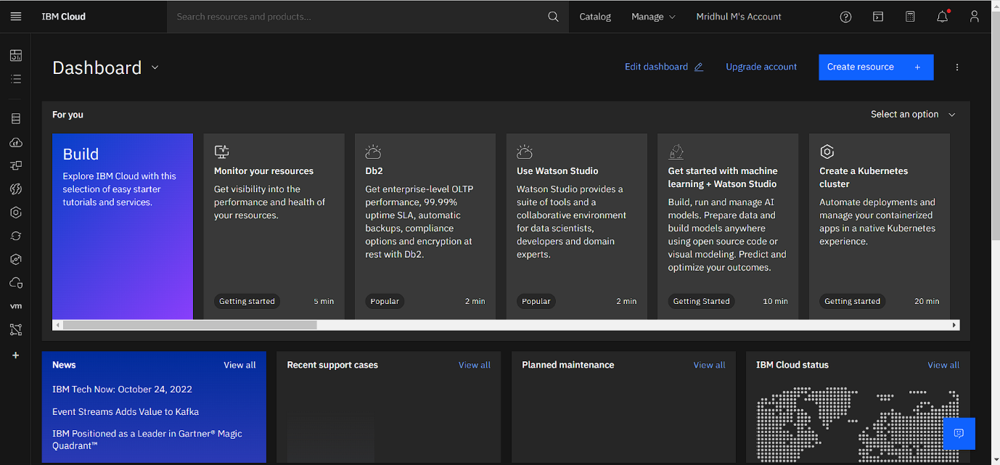 IBM Cloud
Search resources and products...
Catalog
Manage
Mridhul M's Account
Dashboard
Edit dashboard
Upgrade account
Create resource +
For you
Select an option
Build
Explore IBM Cloud with this
selection of easy starter
tutorials and services.
Monitor your resources
Get visibility into the
performance and health of
your resources.
Getting started
5 min
Db2
Get enterprise-level OLTP
performance, 99.99%
uptime SLA, automatic
backups, compliance
options and encryption at
rest with Db2.
Popular
2 min
Use Watson Studio
Watson Studio provides a
suite of tools and a
collaborative environment
for data scientists,
developers and domain
experts.
Popular
2 min
Get started with machine
learning + Watson Studio
Build, run and manage AI
models. Prepare data and
build models anywhere
using open source code or
visual modeling. Predict and
optimize your outcomes.
Getting Started
10 min
Create a Kubernetes
cluster
Automate deployments and
manage your containerized
apps in a native Kubernetes
experience.
Getting started
20 min
vm
+
News
View all
IBM Tech Now: October 24, 2022
Event Streams Adds Value to Kafka
IBM Positioned as a Leader in Gartner® Magic
Quadrant™
Recent support cases
View all
Planned maintenance
View all
IBM Cloud status
View all